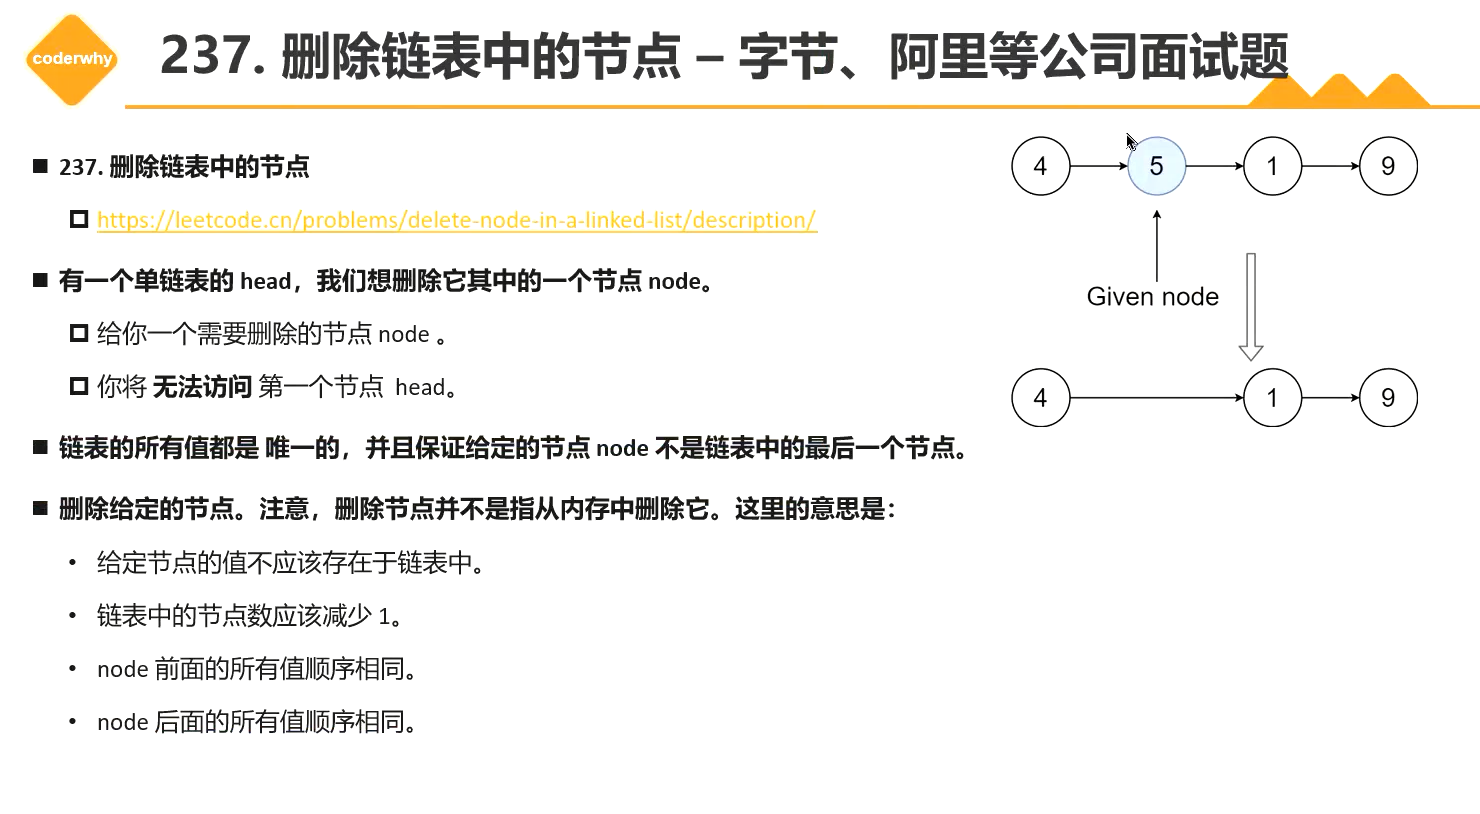 coderwhy
237. 删除链表中的节点 – 字节、阿里等公司面试题
237. 删除链表中的节点
https://leetcode.cn/problems/delete-node-in-a-linked-list/description/
有一个单链表的 head，我们想删除它其中的一个节点 node。
给你一个需要删除的节点 node 。
你将 无法访问 第一个节点 head。
链表的所有值都是 唯一的，并且保证给定的节点 node 不是链表中的最后一个节点。
删除给定的节点。注意，删除节点并不是指从内存中删除它。这里的意思是：
• 给定节点的值不应该存在于链表中。
• 链表中的节点数应该减少 1。
• node 前面的所有值顺序相同。
• node 后面的所有值顺序相同。
4 5 1 9
Given node
4 1 9